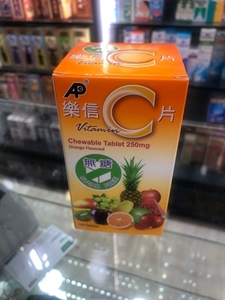 AP
樂信 C 片
Vitamin
Chewable Tablet 250mg
Orange Flavored
無糖